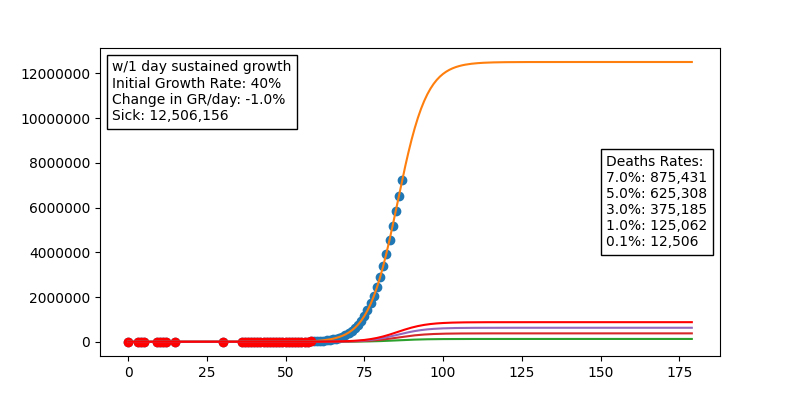 w/1 day sustained growth
Initial Growth Rate: 40%
Change in GR/day: -1.0%
Sick: 12,506,156
Deaths Rates:
7.0%: 875,431
5.0%: 625,308
3.0%: 375,185
1.0%: 125,062
0.1%: 12,506
12000000
10000000
8000000
6000000
4000000
2000000
0
0 25 50 75 100 125 150 175